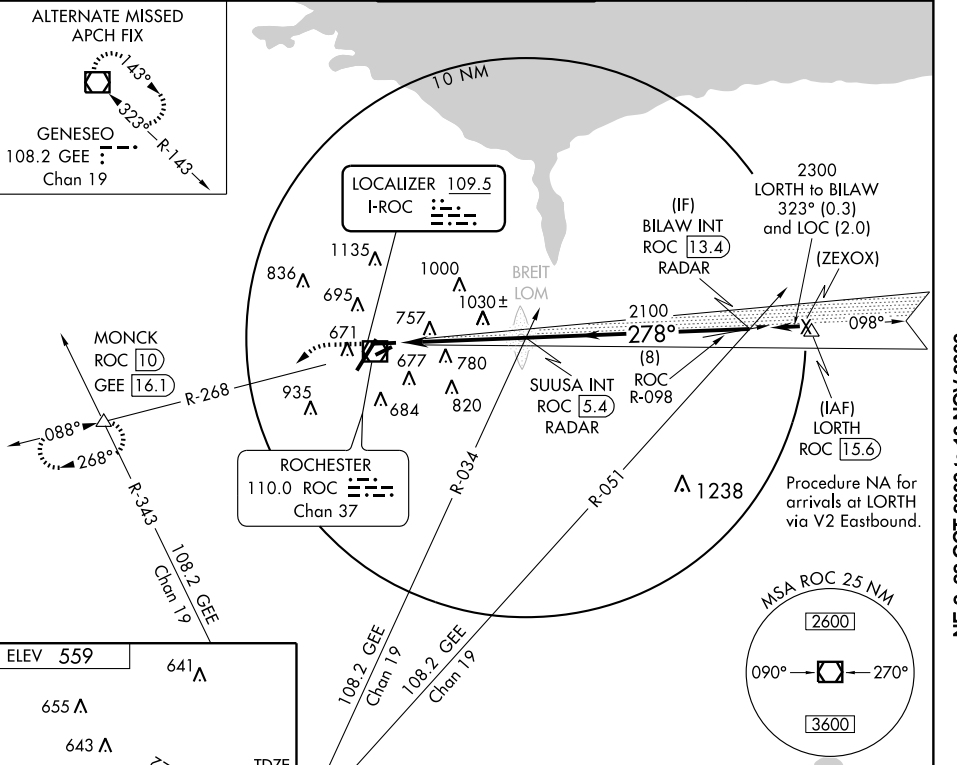 ALTERNATE MISSED
APCH FIX
143°
323°
R-143
GENESEO
108.2 GEE
Chan 19
10 NM
LOCALIZER 109.5
I-ROC
2300
LORTH to BILAW
323° (0.3)
and LOC (2.0)
(IF)
BILAW INT
ROC 13.4
RADAR
(ZEXOX)
1135
836
695
1000
1030±
BREIT
LOM
757
671
677
780
935
684
820
2100
278°
(8)
098°
ROC
R-098
SUUSA INT
ROC 5.4
RADAR
(IAF)
LORTH
ROC 15.6
Procedure NA for
arrivals at LORTH
via V2 Eastbound.
MONCK
ROC 10
GEE 16.1
R-268
088°
268°
R-343
108.2 GEE
Chan 19
ROCHESTER
110.0 ROC
Chan 37
R-034
R-051
1238
108.2 GEE
Chan 19
108.2 GEE
Chan 19
MSA ROC 25 NM
2600
090°
270°
3600
ELEV 559
641
655
643